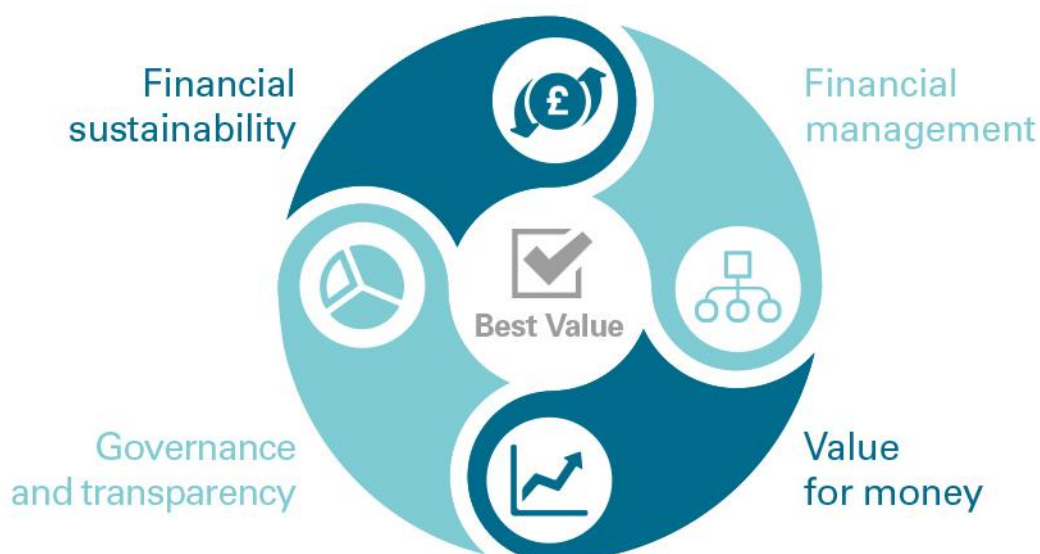 Financial
sustainability
Financial
management
£
Best Value
Governance
and transparency
Value
for money